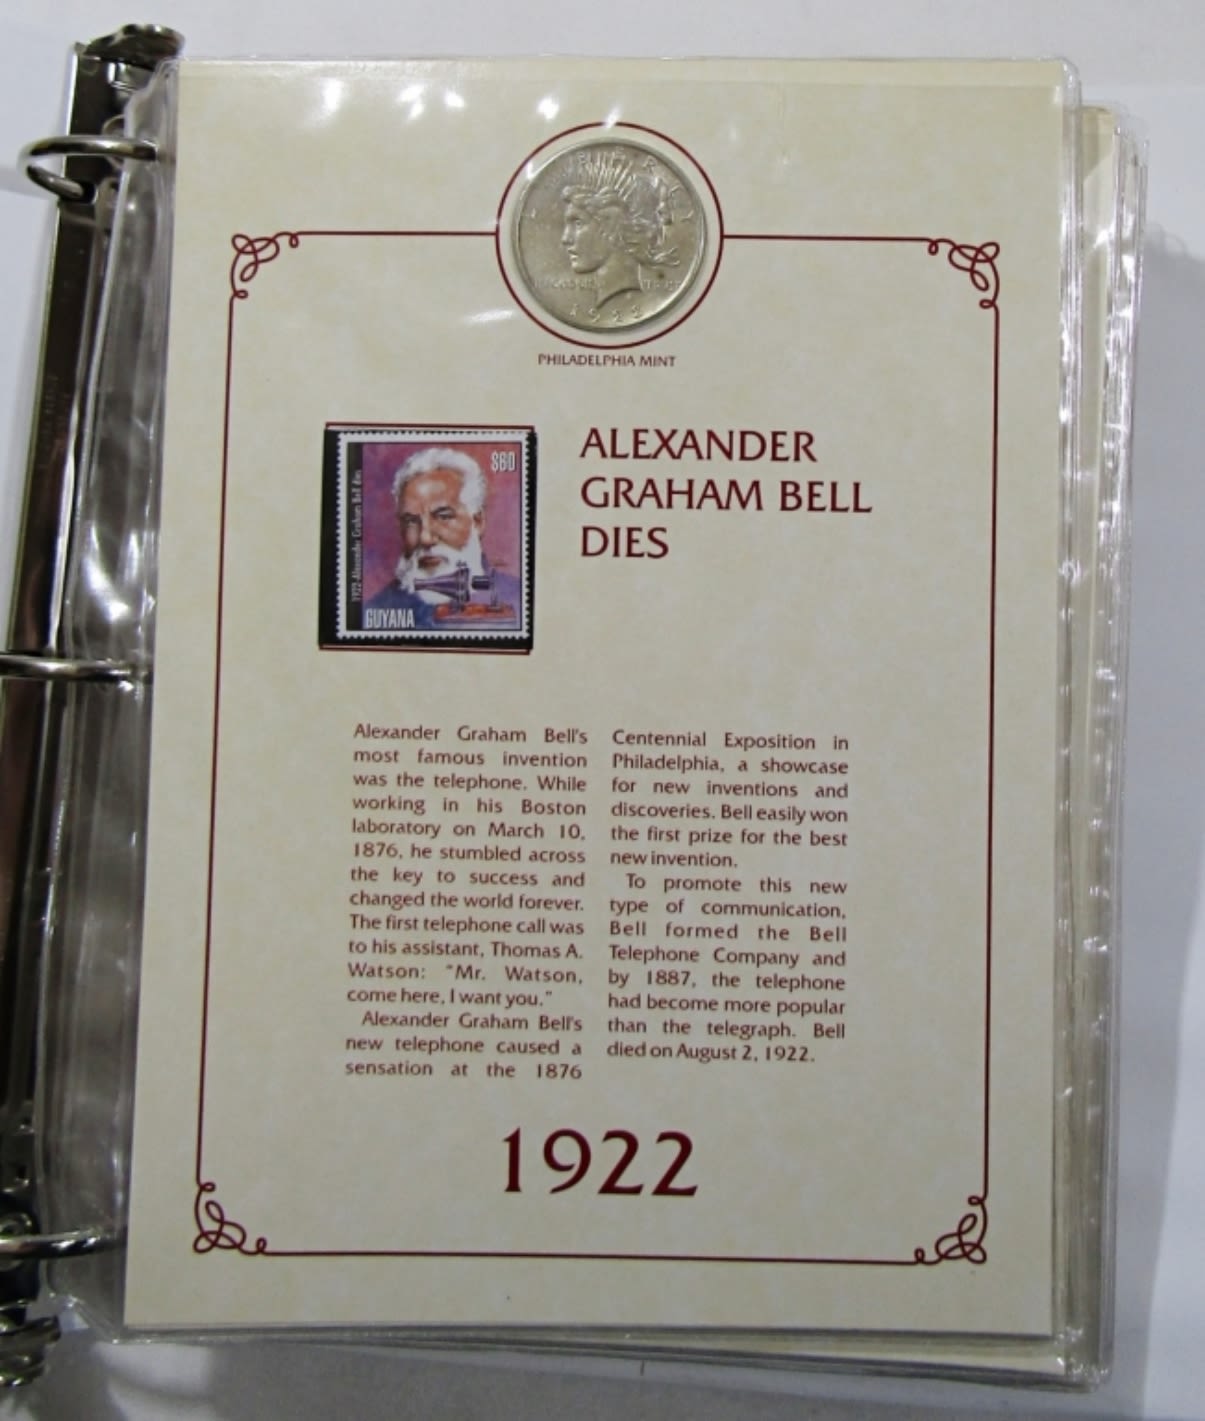 LIBERTY
1922
PHILADELPHIA MINT
$60
1922 Alexander Graham Bell dies
GUYANA
ALEXANDER
GRAHAM BELL
DIES
Alexander Graham Bell's
most famous invention
was the telephone. While
working in his Boston
laboratory on March 10,
1876, he stumbled across
the key to success and
changed the world forever.
The first telephone call was
to his assistant, Thomas A.
Watson: "Mr. Watson,
come here, I want you."
Alexander Graham Bell's
new telephone caused a
sensation at the 1876
Centennial Exposition in
Philadelphia, a showcase
for new inventions and
discoveries. Bell easily won
the first prize for the best
new invention.
To promote this new
type of communication,
Bell formed the Bell
Telephone Company and
by 1887, the telephone
had become more popular
than the telegraph. Bell
died on August 2, 1922.
1922